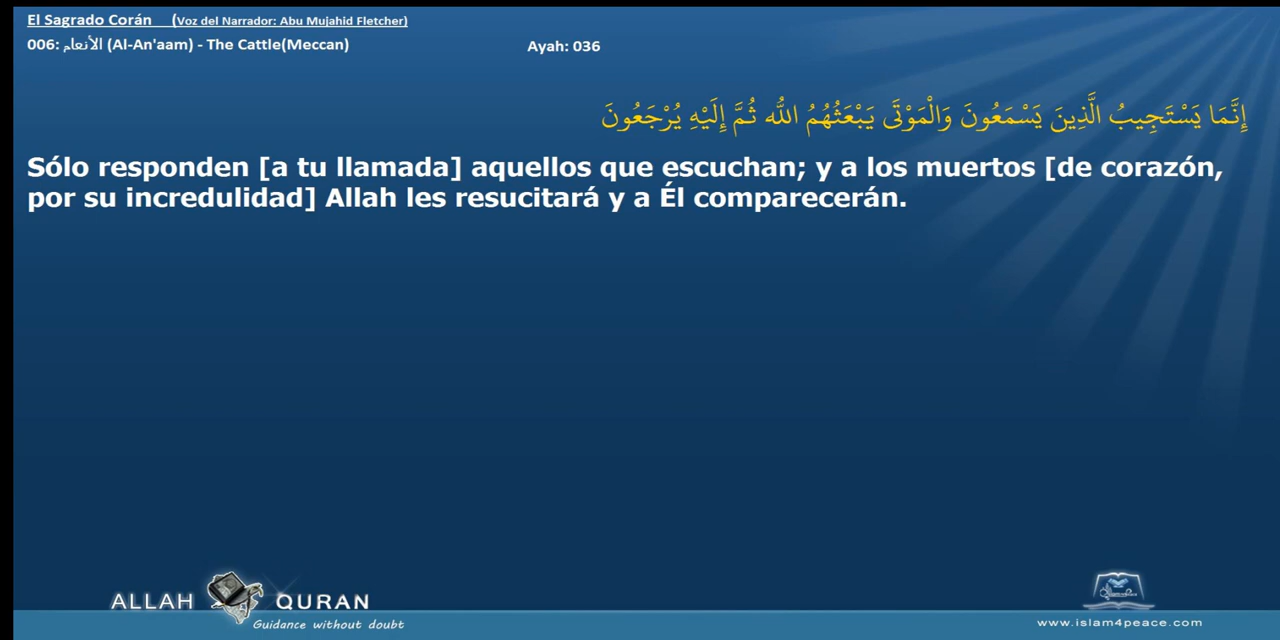 El Sagrado Corán (Voz del Narrador: Abu Mujahid Fletcher)
006: الأنعام (Al-An'aam) - The Cattle(Meccan) Ayah: 036
إِنَّمَا يَسْتَجِيبُ الَّذِينَ يَسْمَعُونَ وَالْمَوْتَى يَبْعَثُهُمُ اللّه ثُمَّ إِلَيْهِ يُرْجَعُونَ
Sólo responden [a tu llamada] aquellos que escuchan; y a los muertos [de corazón,
por su incredulidad] Allah les resucitará y a Él comparecerán.
ALLAH QURAN
Guidance without doubt
www.islam4peace.com